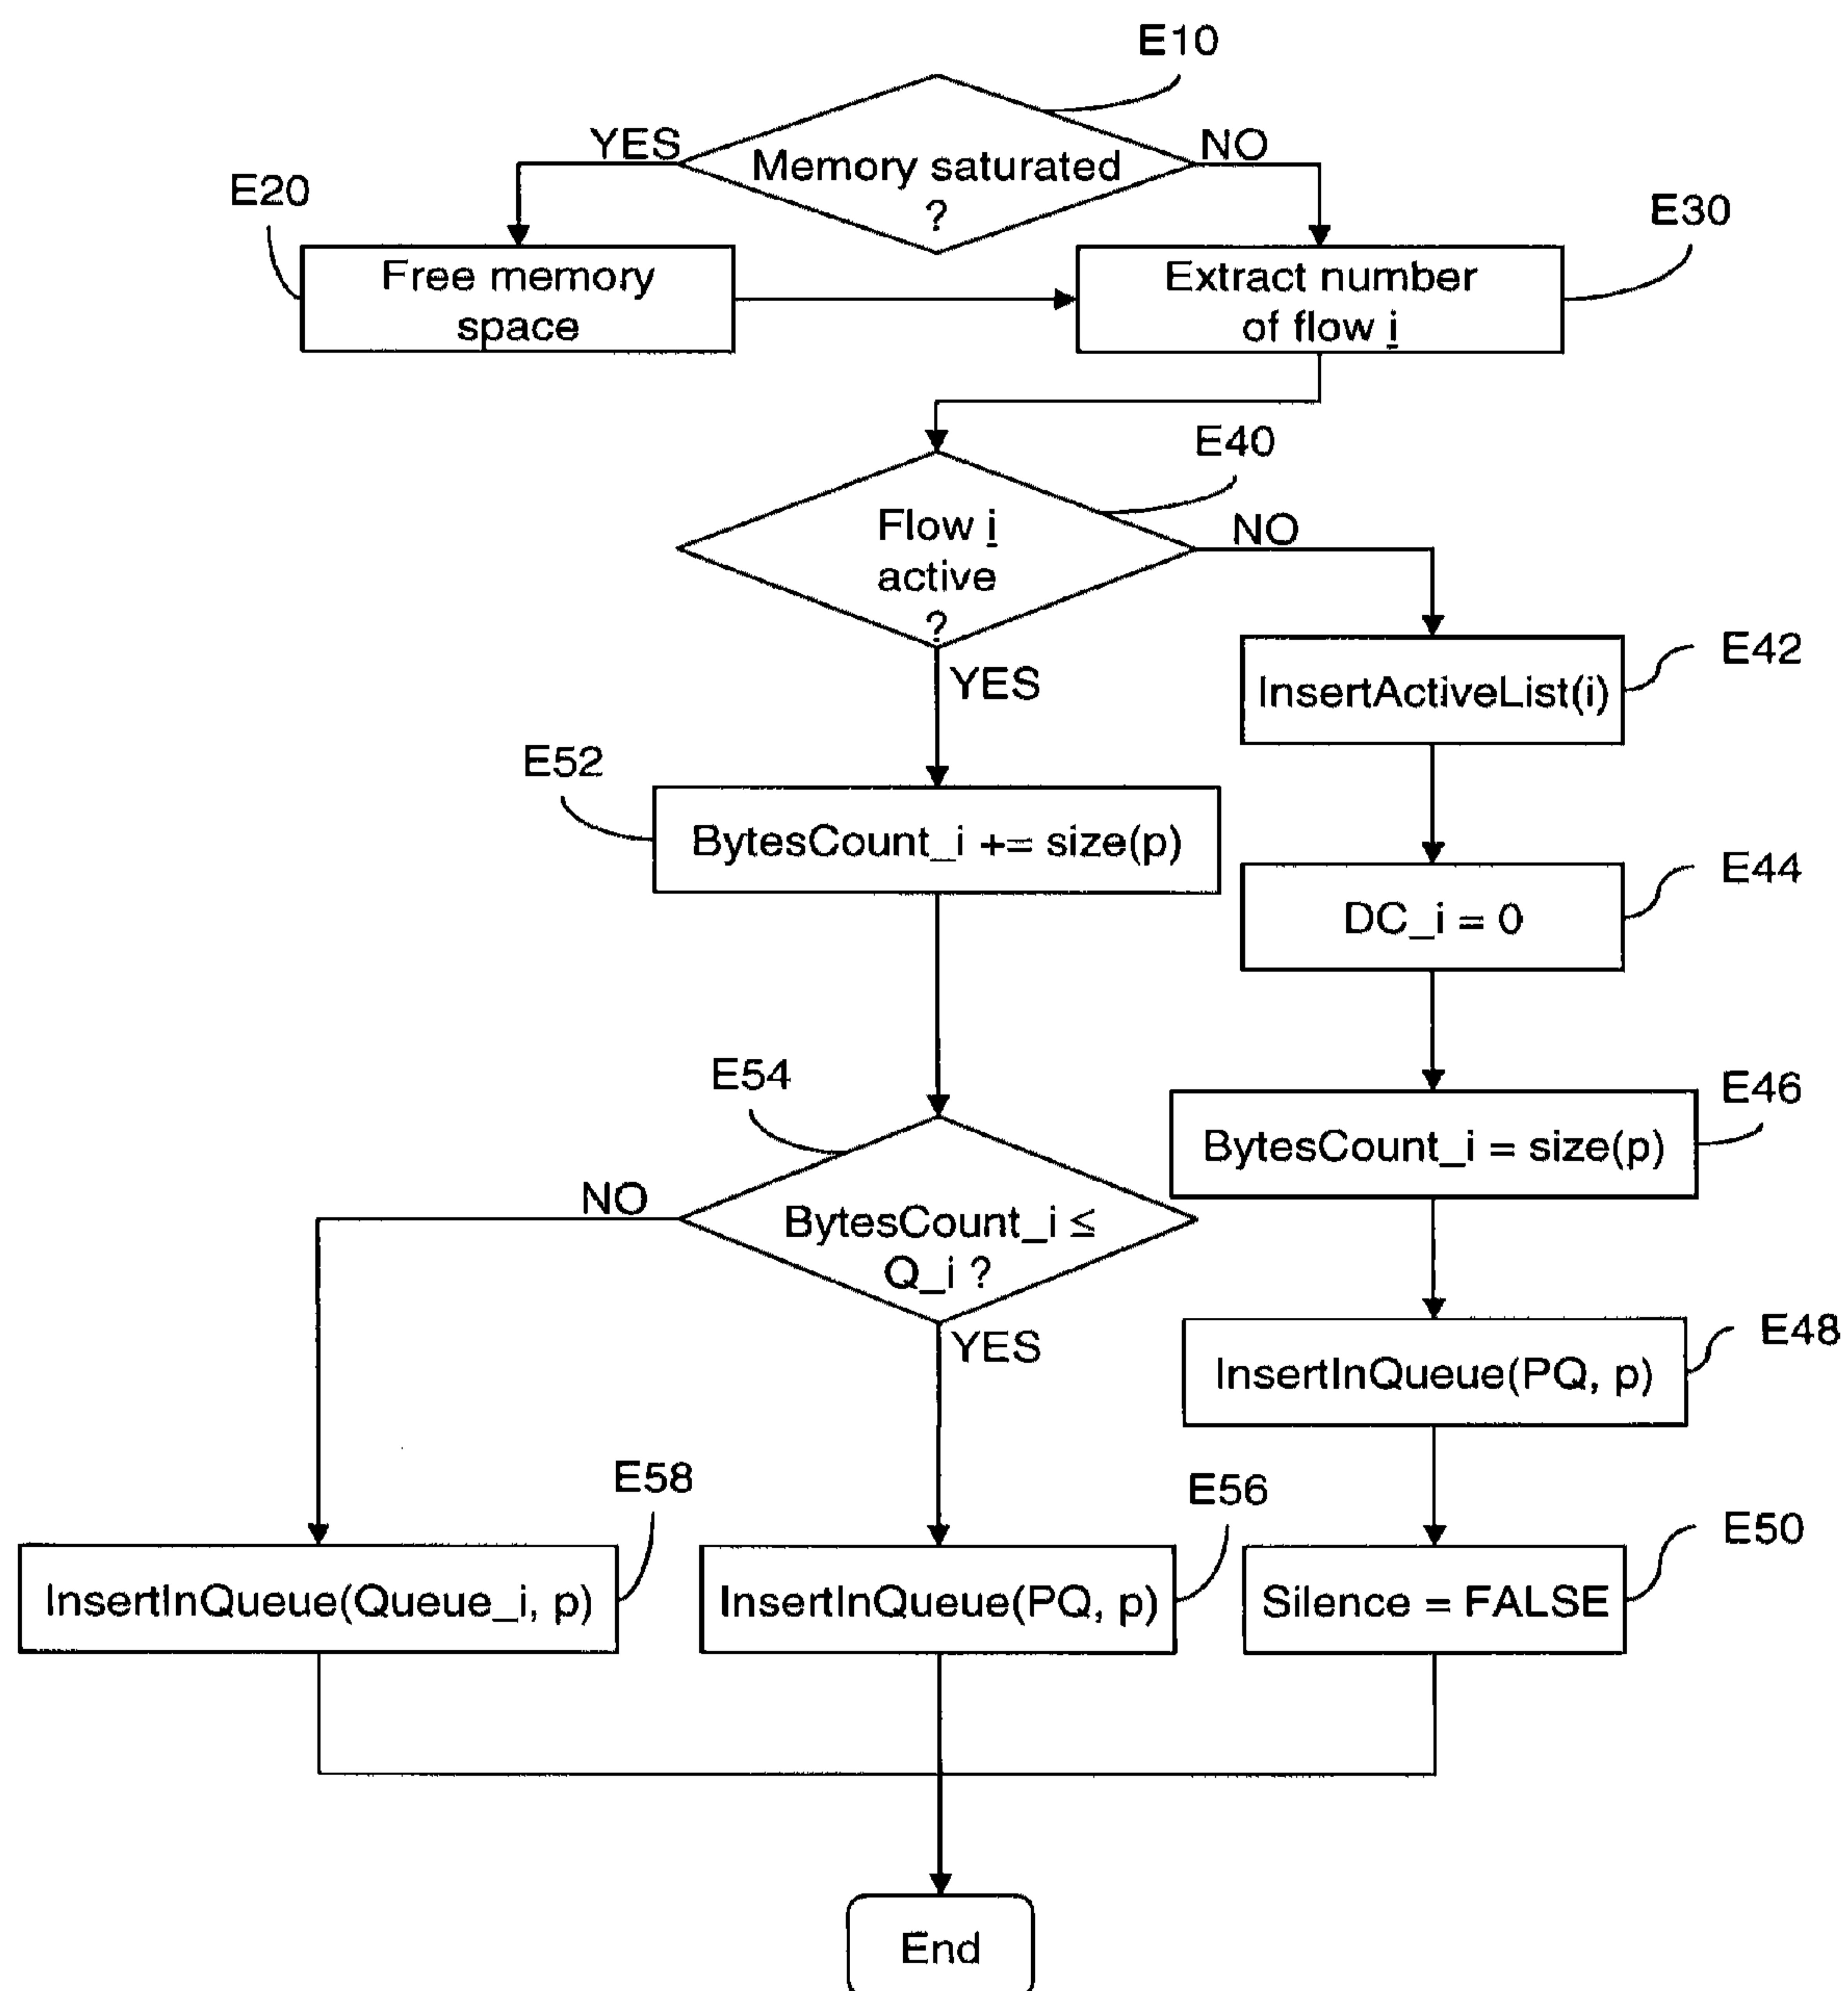 E10
YES
NO
Memory saturated
?
E20
E30
Free memory
space
Extract number
of flow i
E40
Flow i
active
?
NO
YES
E42
InsertActiveList(i)
E52
BytesCount_i += size(p)
E44
DC_i = 0
E54
E46
BytesCount_i = size(p)
NO
BytesCount_i ≤
Q_i ?
YES
E48
InsertInQueue(PQ, p)
E58
E56
E50
InsertInQueue(Queue_i, p)
InsertInQueue(PQ, p)
Silence = FALSE
End